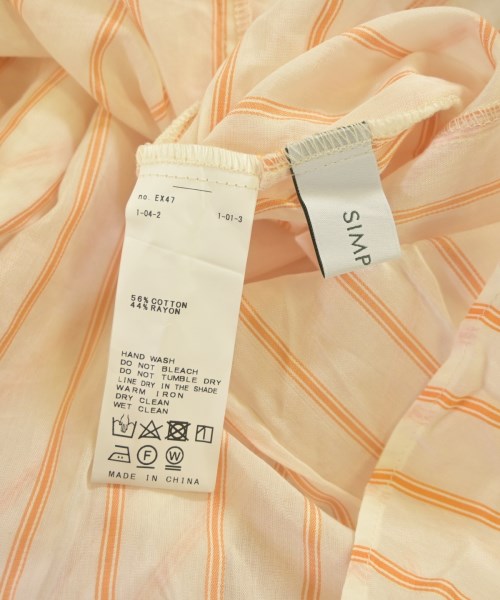 no. EX47
1-04-2 1-01-3
56% COTTON
44% RAYON
HAND WASH
DO NOT BLEACH
DO NOT TUMBLE DRY
LINE DRY IN THE SHADE
WARM IRON
DRY CLEAN
WET CLEAN
F W
MADE IN CHINA
SIMP